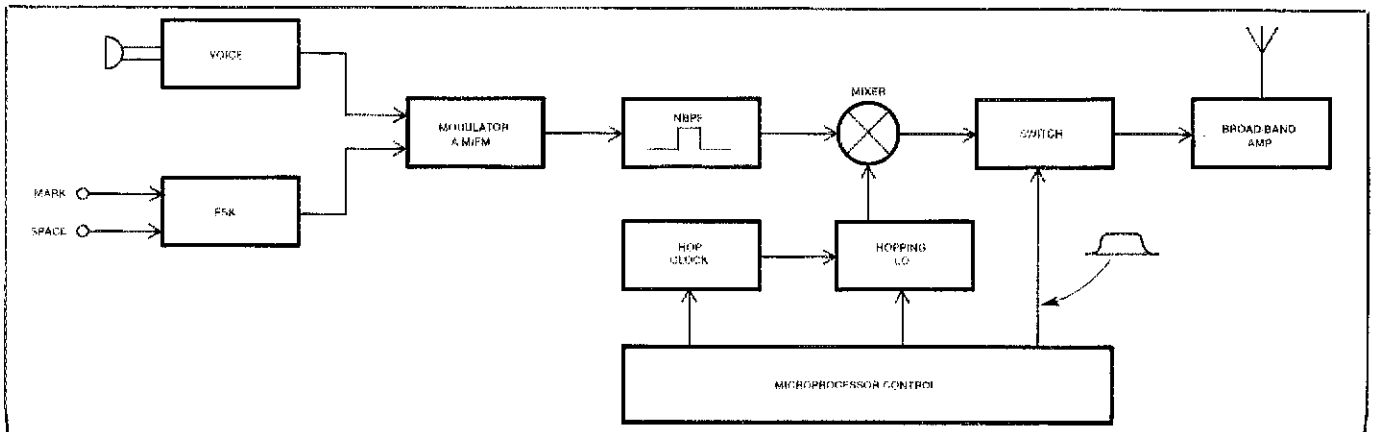 VOICE
MODULATOR
AM/FM
NBPF
MIXER
SWITCH
BROAD-BAND
AMP
MARK
SPACE
FSK
HOP
CLOCK
HOPPING
LO
MICROPROCESSOR CONTROL